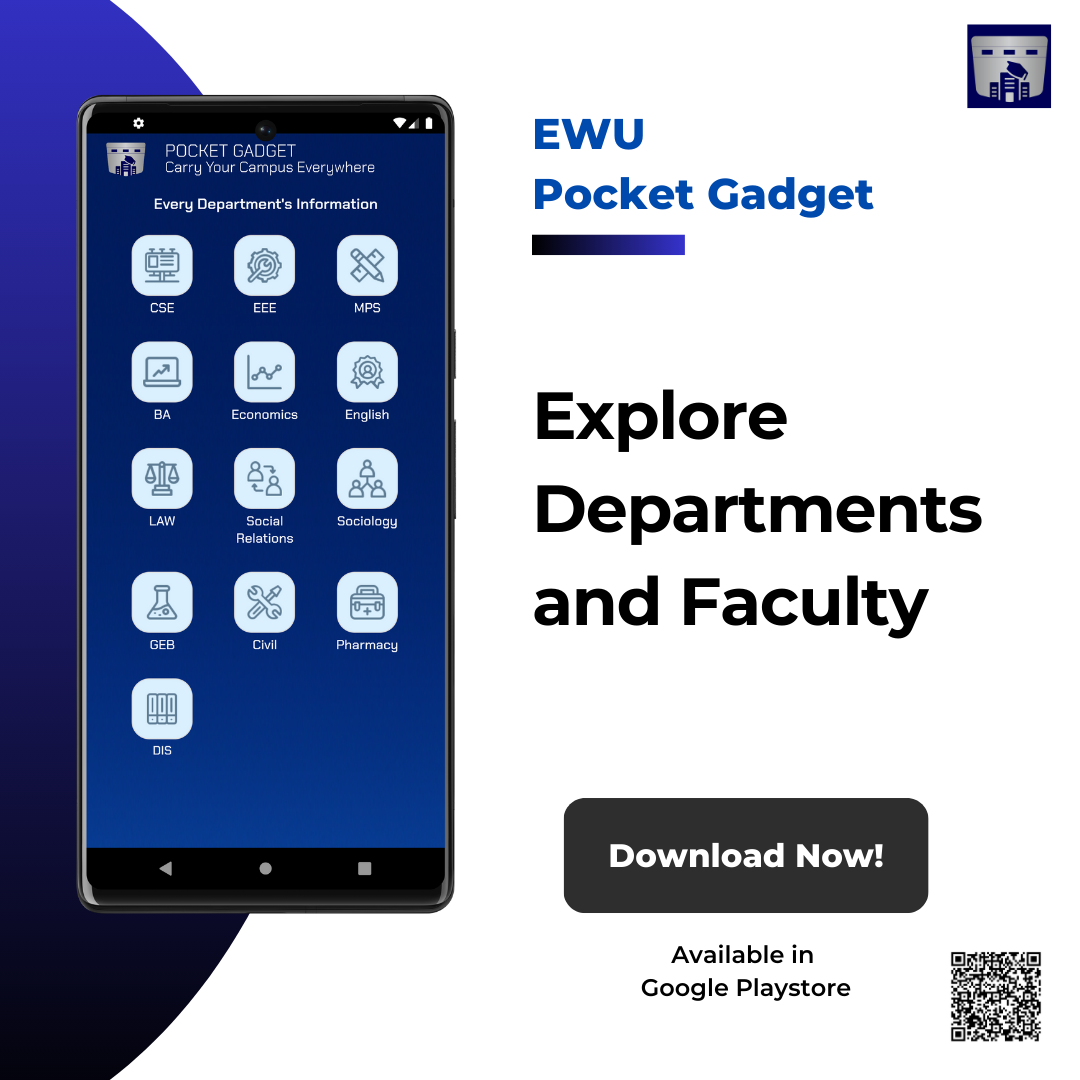 POCKET GADGET
Carry Your Campus Everywhere
Every Department's Information
CSE
EEE
MPS
BA
Economics
English
LAW
Social
Relations
Sociology
GEB
Civil
Pharmacy
DIS
EWU
Pocket Gadget
Explore
Departments
and Faculty
Download Now!
Available in
Google Playstore